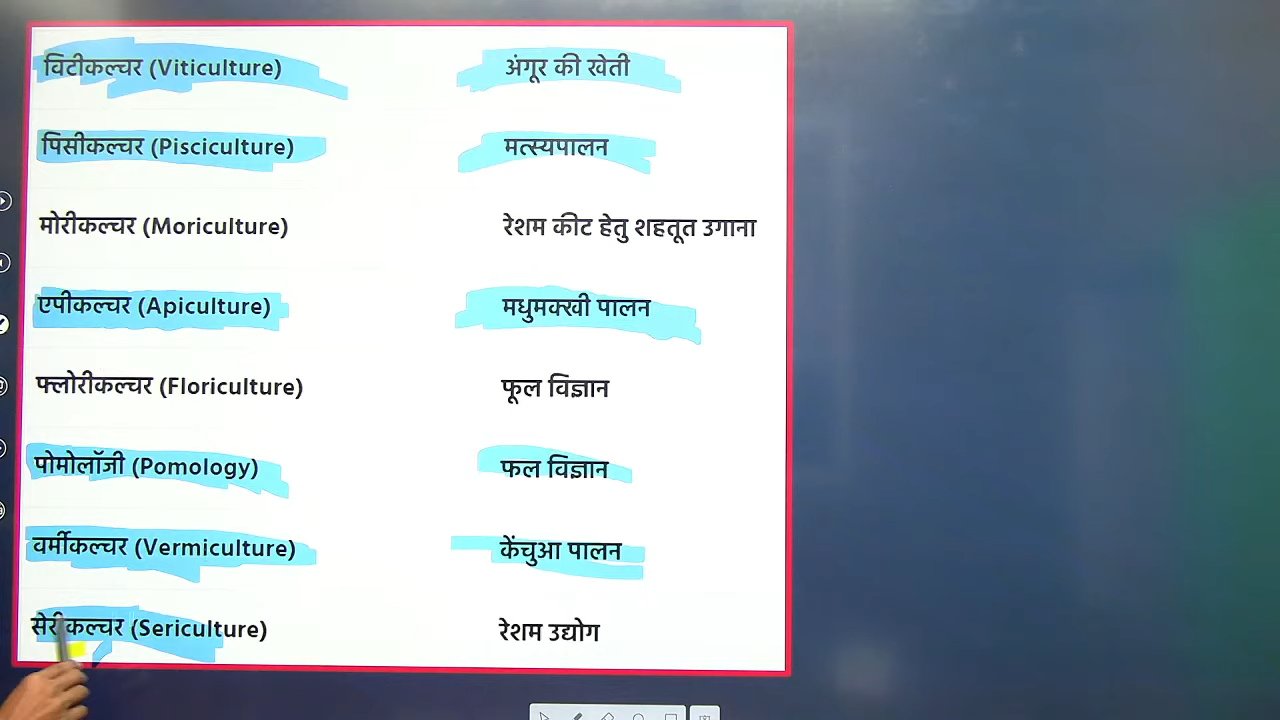 विटीकल्चर (Viticulture) अंगूर की खेती
पिसीकल्चर (Pisciculture) मत्स्यपालन
मोरीकल्चर (Moriculture) रेशम कीट हेतु शहतूत उगाना
एपीकल्चर (Apiculture) मधुमक्खी पालन
फ्लोरीकल्चर (Floriculture) फूल विज्ञान
पोमोलॉजी (Pomology) फल विज्ञान
वर्मीकल्चर (Vermiculture) केंचुआ पालन
सेरीकल्चर (Sericulture) रेशम उद्योग